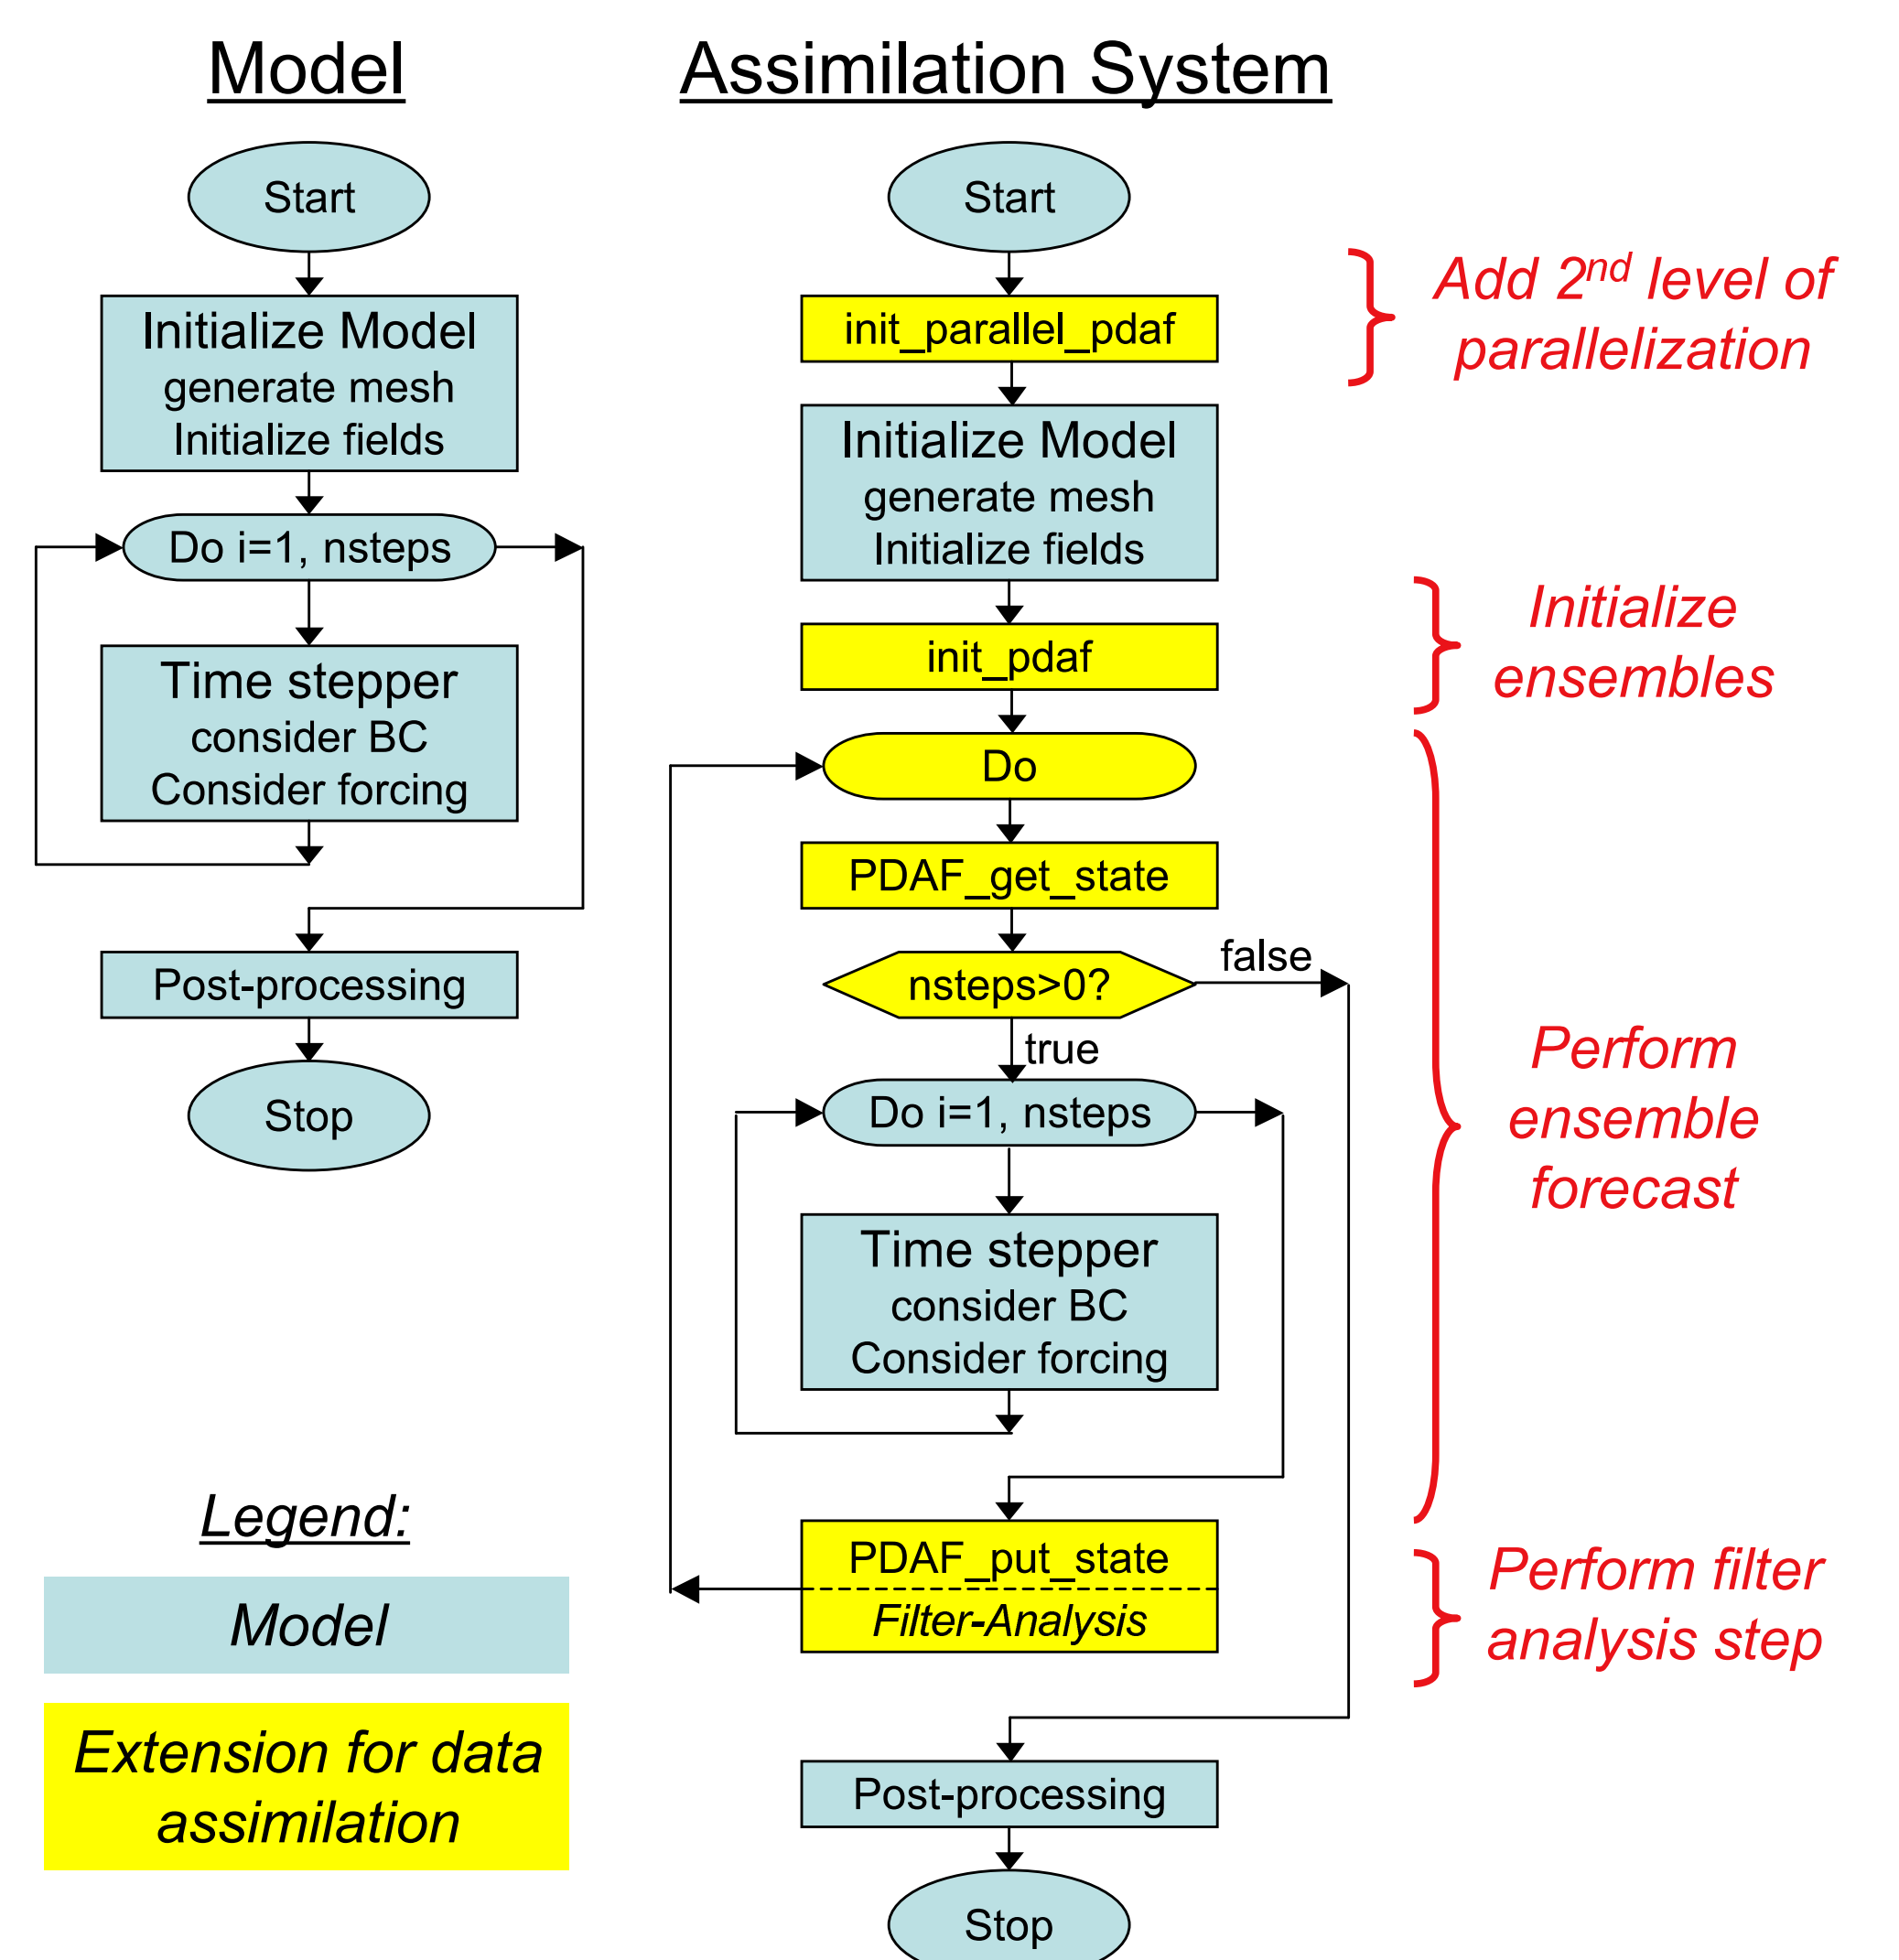 Model
Start
Initialize Model
generate mesh
Initialize fields
Do i=1, nsteps
Time stepper
consider BC
Consider forcing
Post-processing
Stop
Legend:
Model
Extension for data
assimilation
Assimilation System
Start
init_parallel_pdaf
Initialize Model
generate mesh
Initialize fields
init_pdaf
Do
PDAF_get_state
nsteps>0?
false
true
Do i=1, nsteps
Time stepper
consider BC
Consider forcing
PDAF_put_state
Filter-Analysis
Post-processing
Stop
Add 2nd level of
parallelization
Initialize
ensembles
Perform
ensemble
forecast
Perform filter
analysis step